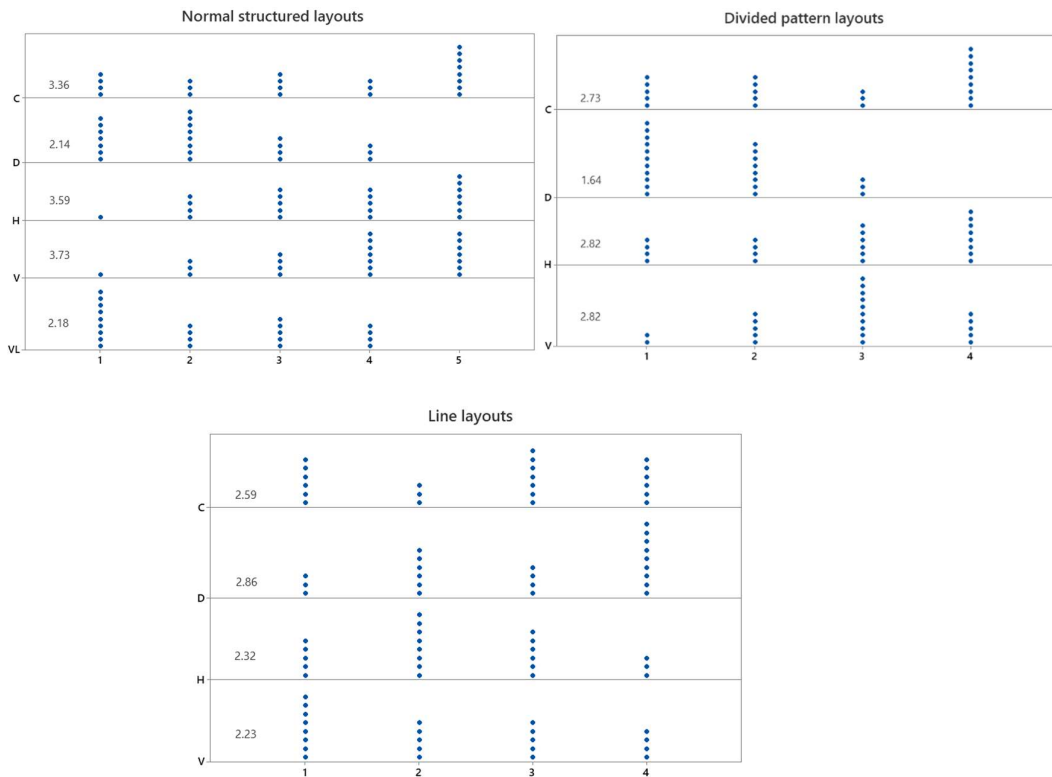 Normal structured layouts
3.36
C
2.14
D
3.59
H
3.73
V
2.18
VL
1 2 3 4 5
Divided pattern layouts
2.73
C
1.64
D
2.82
H
2.82
V
1 2 3 4
Line layouts
2.59
C
2.86
D
2.32
H
2.23
V
1 2 3 4